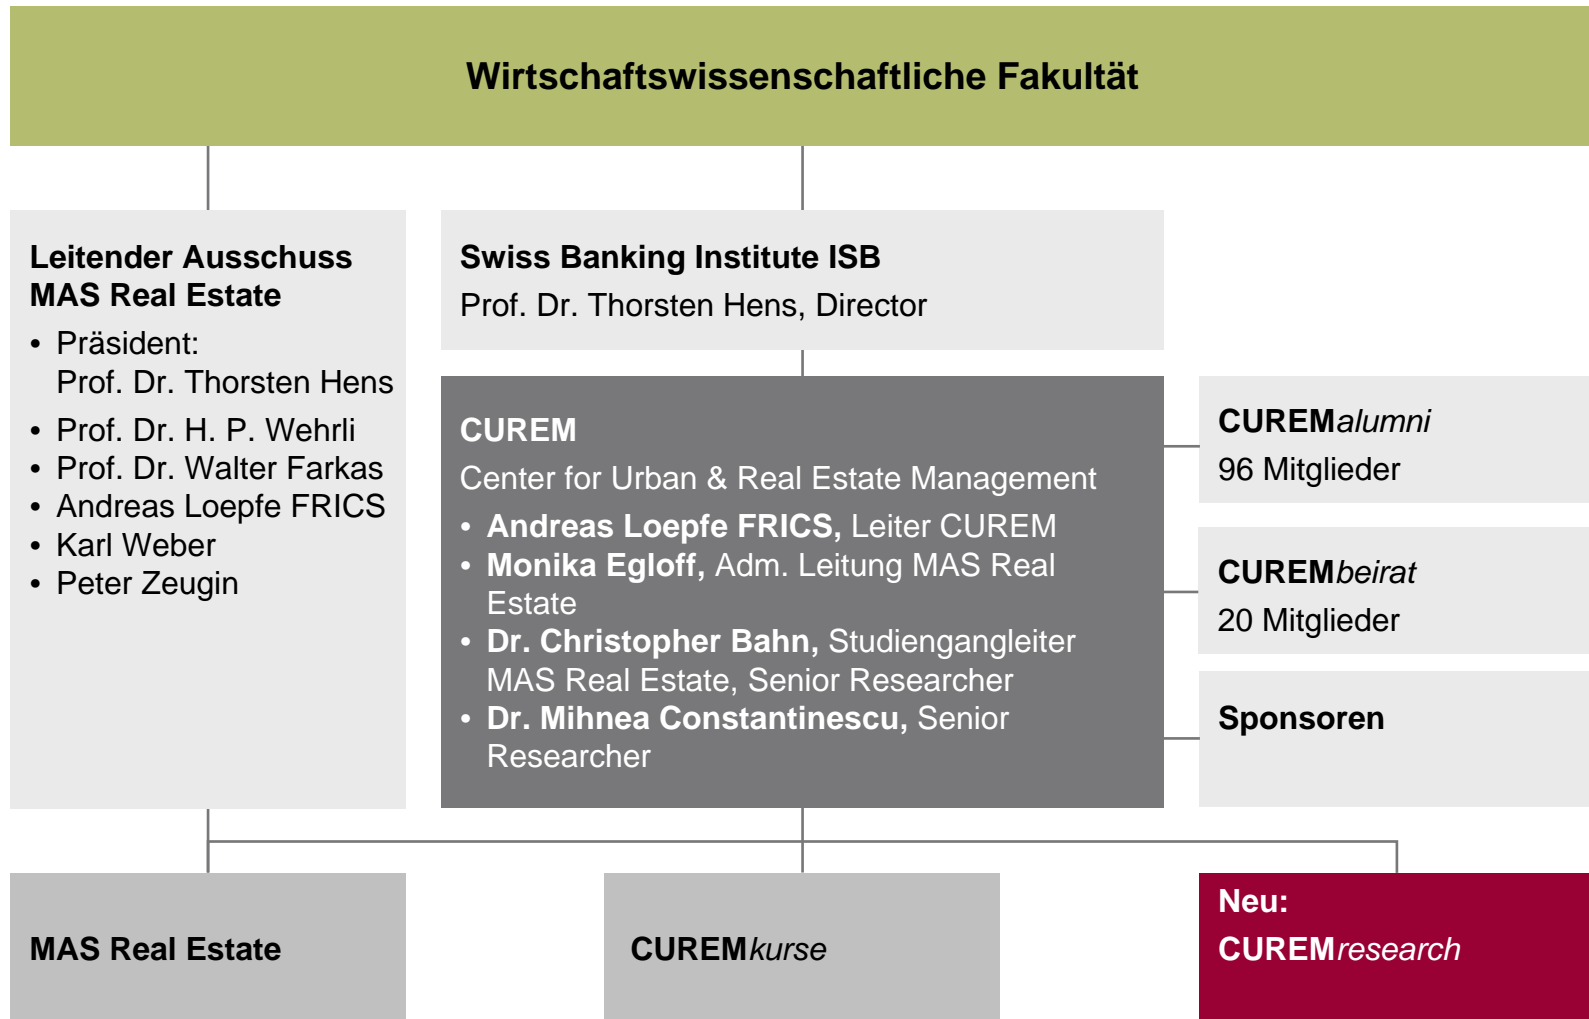 Wirtschaftswissenschaftliche Fakultät
Leitender Ausschuss
MAS Real Estate
• Präsident:
Prof. Dr. Thorsten Hens
• Prof. Dr. H. P. Wehrli
• Prof. Dr. Walter Farkas
• Andreas Loepfe FRICS
• Karl Weber
• Peter Zeugin
Swiss Banking Institute ISB
Prof. Dr. Thorsten Hens, Director
CUREM
Center for Urban & Real Estate Management
• Andreas Loepfe FRICS, Leiter CUREM
• Monika Egloff, Adm. Leitung MAS Real
Estate
• Dr. Christopher Bahn, Studiengangleiter
MAS Real Estate, Senior Researcher
• Dr. Mihnea Constantinescu, Senior
Researcher
CUREMalumni
96 Mitglieder
CUREMbeirat
20 Mitglieder
Sponsoren
MAS Real Estate
CUREMkurse
Neu:
CUREMresearch